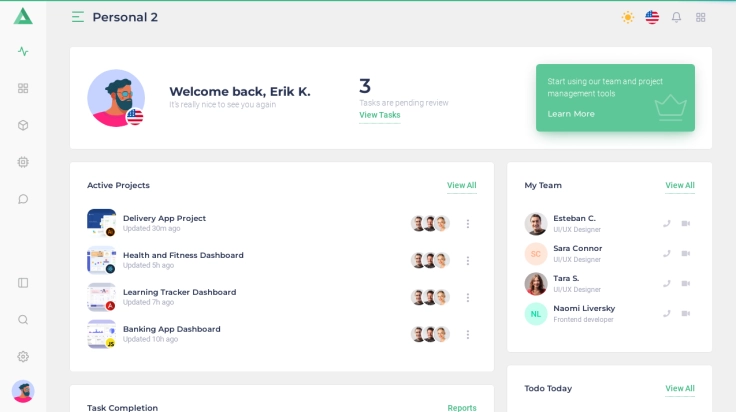 Personal 2
Welcome back, Erik K.
It's really nice to see you again
3
Tasks are pending review
View Tasks
Start using our team and project
management tools
Learn More
Active Projects
View All
Delivery App Project
Updated 30m ago
Health and Fitness Dashboard
Updated 5h ago
Learning Tracker Dashboard
Updated 7h ago
Banking App Dashboard
Updated 10h ago
JS
My Team
View All
Esteban C.
UI/UX Designer
SC
Sara Connor
UI/UX Designer
Tara S.
UI/UX Designer
NL
Naomi Liversky
Frontend developer
Task Completion
Reports
Todo Today
View All